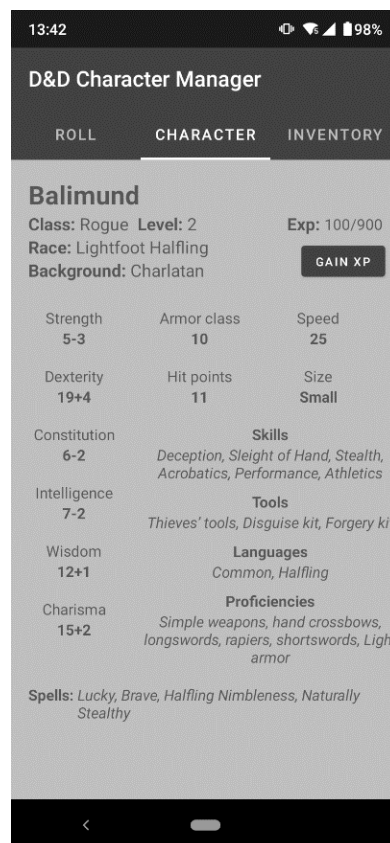 13:42 98%
D&D Character Manager
ROLL CHARACTER INVENTORY
Balimund
Class: Rogue Level: 2 Exp: 100/900
Race: Lightfoot Halfling
GAIN XP
Background: Charlatan
Strength Armor class Speed
5-3 10 25
Dexterity Hit points Size
19+4 11 Small
Constitution
6-2
Intelligence
7-2
Wisdom
12+1
Charisma
15+2
Skills
Deception, Sleight of Hand, Stealth,
Acrobatics, Performance, Athletics
Tools
Thieves' tools, Disguise kit, Forgery ki
Languages
Common, Halfling
Proficiencies
Simple weapons, hand crossbows,
longswords, rapiers, shortswords, Ligh
armor
Spells: Lucky, Brave, Halfling Nimbleness, Naturally
Stealthy